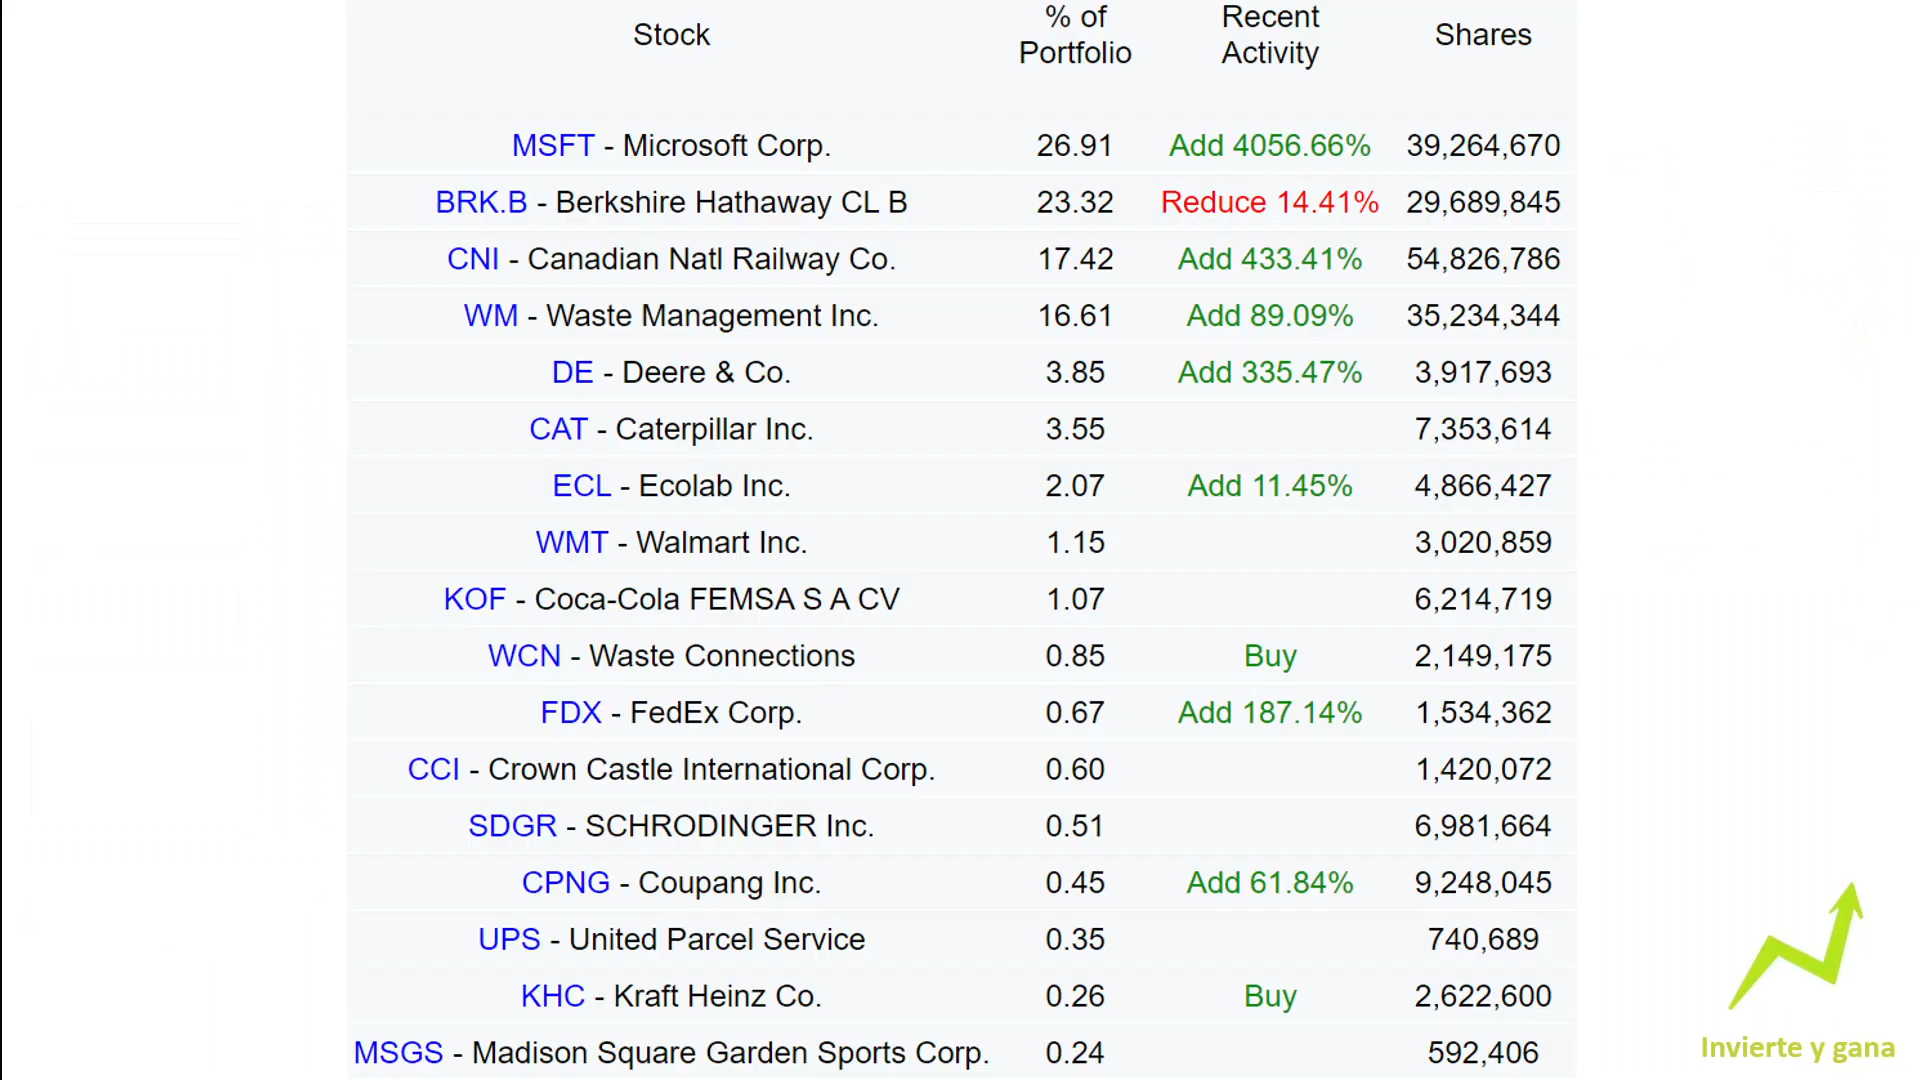 Stock % of Portfolio Recent Activity Shares
MSFT - Microsoft Corp. 26.91 Add 4056.66% 39,264,670
BRK.B - Berkshire Hathaway CL B 23.32 Reduce 14.41% 29,689,845
CNI - Canadian Natl Railway Co. 17.42 Add 433.41% 54,826,786
WM - Waste Management Inc. 16.61 Add 89.09% 35,234,344
DE - Deere & Co. 3.85 Add 335.47% 3,917,693
CAT - Caterpillar Inc. 3.55 7,353,614
ECL - Ecolab Inc. 2.07 Add 11.45% 4,866,427
WMT - Walmart Inc. 1.15 3,020,859
KOF - Coca-Cola FEMSA S A CV 1.07 6,214,719
WCN - Waste Connections 0.85 Buy 2,149,175
FDX - FedEx Corp. 0.67 Add 187.14% 1,534,362
CCI - Crown Castle International Corp. 0.60 1,420,072
SDGR - SCHRODINGER Inc. 0.51 6,981,664
CPNG - Coupang Inc. 0.45 Add 61.84% 9,248,045
UPS - United Parcel Service 0.35 740,689
KHC - Kraft Heinz Co. 0.26 Buy 2,622,600
MSGS - Madison Square Garden Sports Corp. 0.24 592,406
Invierte y gana